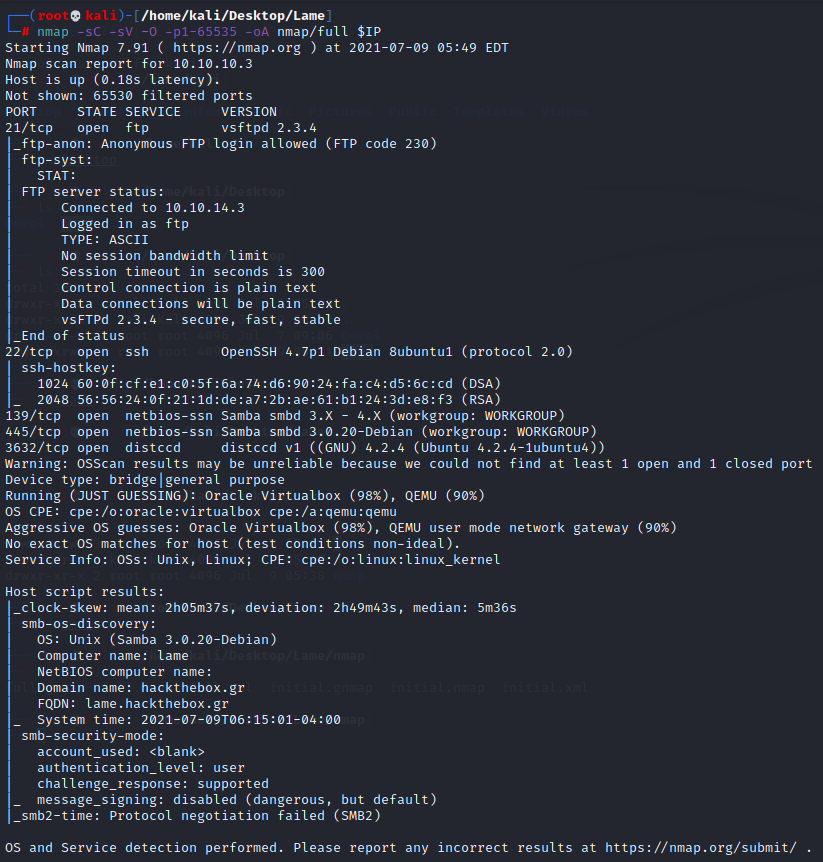 ┌──(root💀kali)-[/home/kali/Desktop/Lame]
└─# nmap -sC -sV -O -p1-65535 -oA nmap/full $IP
Starting Nmap 7.91 ( https://nmap.org ) at 2021-07-09 05:49 EDT
Nmap scan report for 10.10.10.3
Host is up (0.18s latency).
Not shown: 65530 filtered ports
PORT     STATE SERVICE     VERSION
21/tcp   open  ftp         vsftpd 2.3.4
|_ftp-anon: Anonymous FTP login allowed (FTP code 230)
| ftp-syst:
|   STAT:
| FTP server status:
|      Connected to 10.10.14.3
|      Logged in as ftp
|      TYPE: ASCII
|      No session bandwidth limit
|      Session timeout in seconds is 300
|      Control connection is plain text
|      Data connections will be plain text
|      vsFTPd 2.3.4 - secure, fast, stable
|_End of status
22/tcp   open  ssh         OpenSSH 4.7p1 Debian 8ubuntu1 (protocol 2.0)
| ssh-hostkey:
|   1024 60:0f:cf:e1:c0:5f:6a:74:d6:90:24:fa:c4:d5:6c:cd (DSA)
|_  2048 56:56:24:0f:21:1d:de:a7:2b:ae:61:b1:24:3d:e8:f3 (RSA)
139/tcp  open  netbios-ssn Samba smbd 3.X - 4.X (workgroup: WORKGROUP)
445/tcp  open  netbios-ssn Samba smbd 3.0.20-Debian (workgroup: WORKGROUP)
3632/tcp open  distccd     distccd v1 ((GNU) 4.2.4 (Ubuntu 4.2.4-1ubuntu4))
Warning: OSScan results may be unreliable because we could not find at least 1 open and 1 closed port
Device type: bridge|general purpose
Running (JUST GUESSING): Oracle Virtualbox (98%), QEMU (90%)
OS CPE: cpe:/o:oracle:virtualbox cpe:/a:qemu:qemu
Aggressive OS guesses: Oracle Virtualbox (98%), QEMU user mode network gateway (90%)
No exact OS matches for host (test conditions non-ideal).
Service Info: OSs: Unix, Linux; CPE: cpe:/o:linux:linux_kernel
Host script results:
|_clock-skew: mean: 2h05m37s, deviation: 2h49m43s, median: 5m36s
| smb-os-discovery:
|   OS: Unix (Samba 3.0.20-Debian)
|   Computer name: lame
|   NetBIOS computer name:
|   Domain name: hackthebox.gr
|   FQDN: lame.hackthebox.gr
|_  System time: 2021-07-09T06:15:01-04:00
| smb-security-mode:
|   account_used: <blank>
|   authentication_level: user
|   challenge_response: supported
|_  message_signing: disabled (dangerous, but default)
|_smb2-time: Protocol negotiation failed (SMB2)
OS and Service detection performed. Please report any incorrect results at https://nmap.org/submit/ .